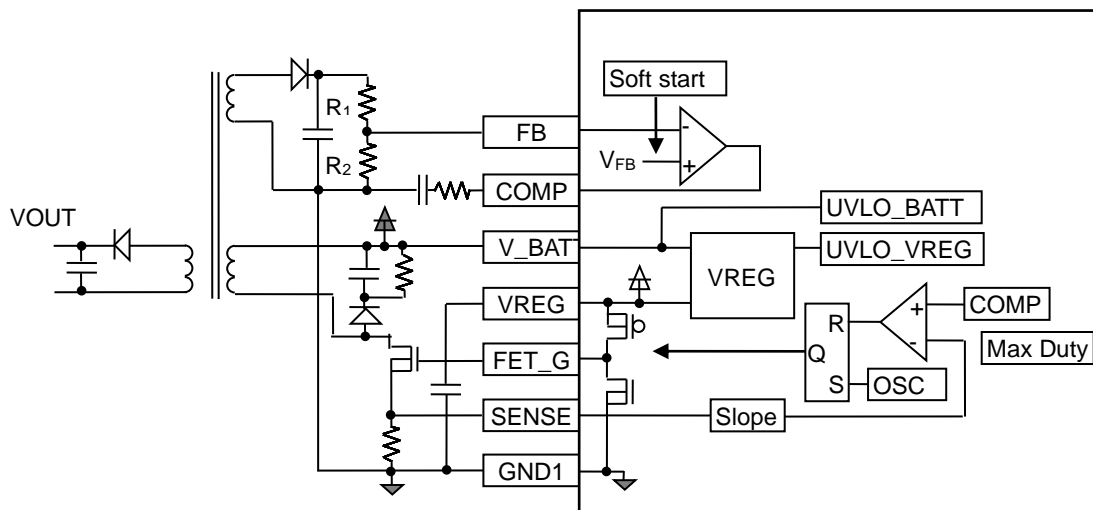 Soft start
R1
FB
-
VFB
+
R2
COMP
VOUT
UVLO_BATT
V_BAT
UVLO_VREG
VREG
VREG
COMP
+
R
-
Max Duty
Q
FET_G
S
OSC
SENSE
Slope
GND1